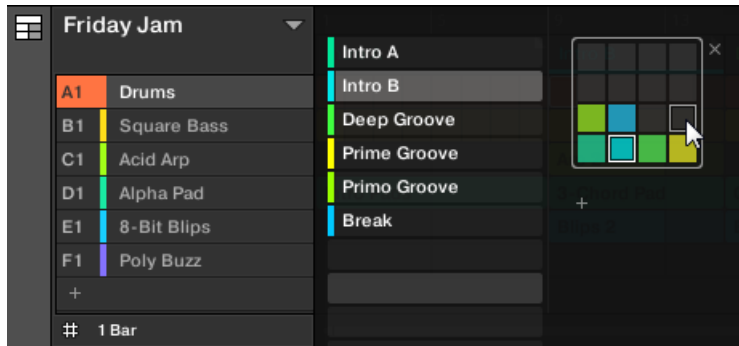 Friday Jam
A1 Drums
B1 Square Bass
C1 Acid Arp
D1 Alpha Pad
E1 8-Bit Blips
F1 Poly Buzz
+
1 Bar
Intro A
Intro B
Deep Groove
Prime Groove
Primo Groove
Break
×
+